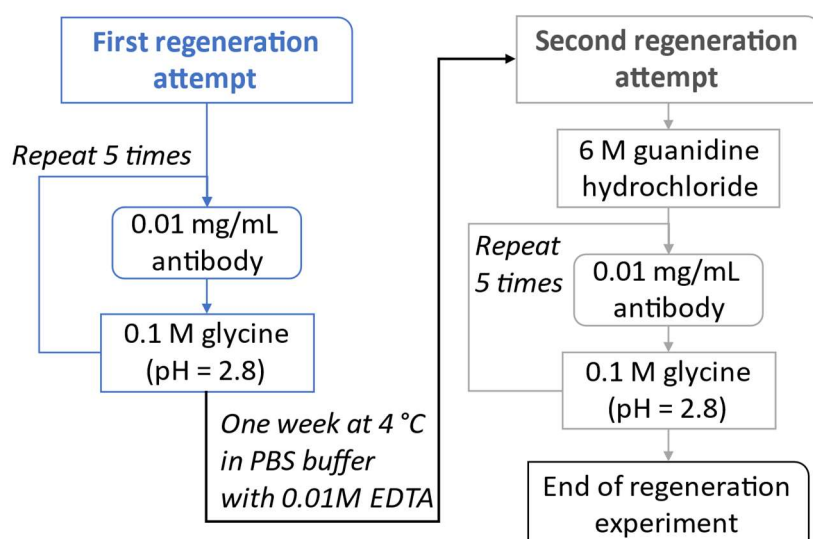 First regeneration
attempt
Repeat 5 times
0.01 mg/mL
antibody
0.1 M glycine
(pH = 2.8)
One week at 4 °C
in PBS buffer
with 0.01M EDTA
Second regeneration
attempt
6 M guanidine
hydrochloride
Repeat
5 times
0.01 mg/mL
antibody
0.1 M glycine
(pH = 2.8)
End of regeneration
experiment